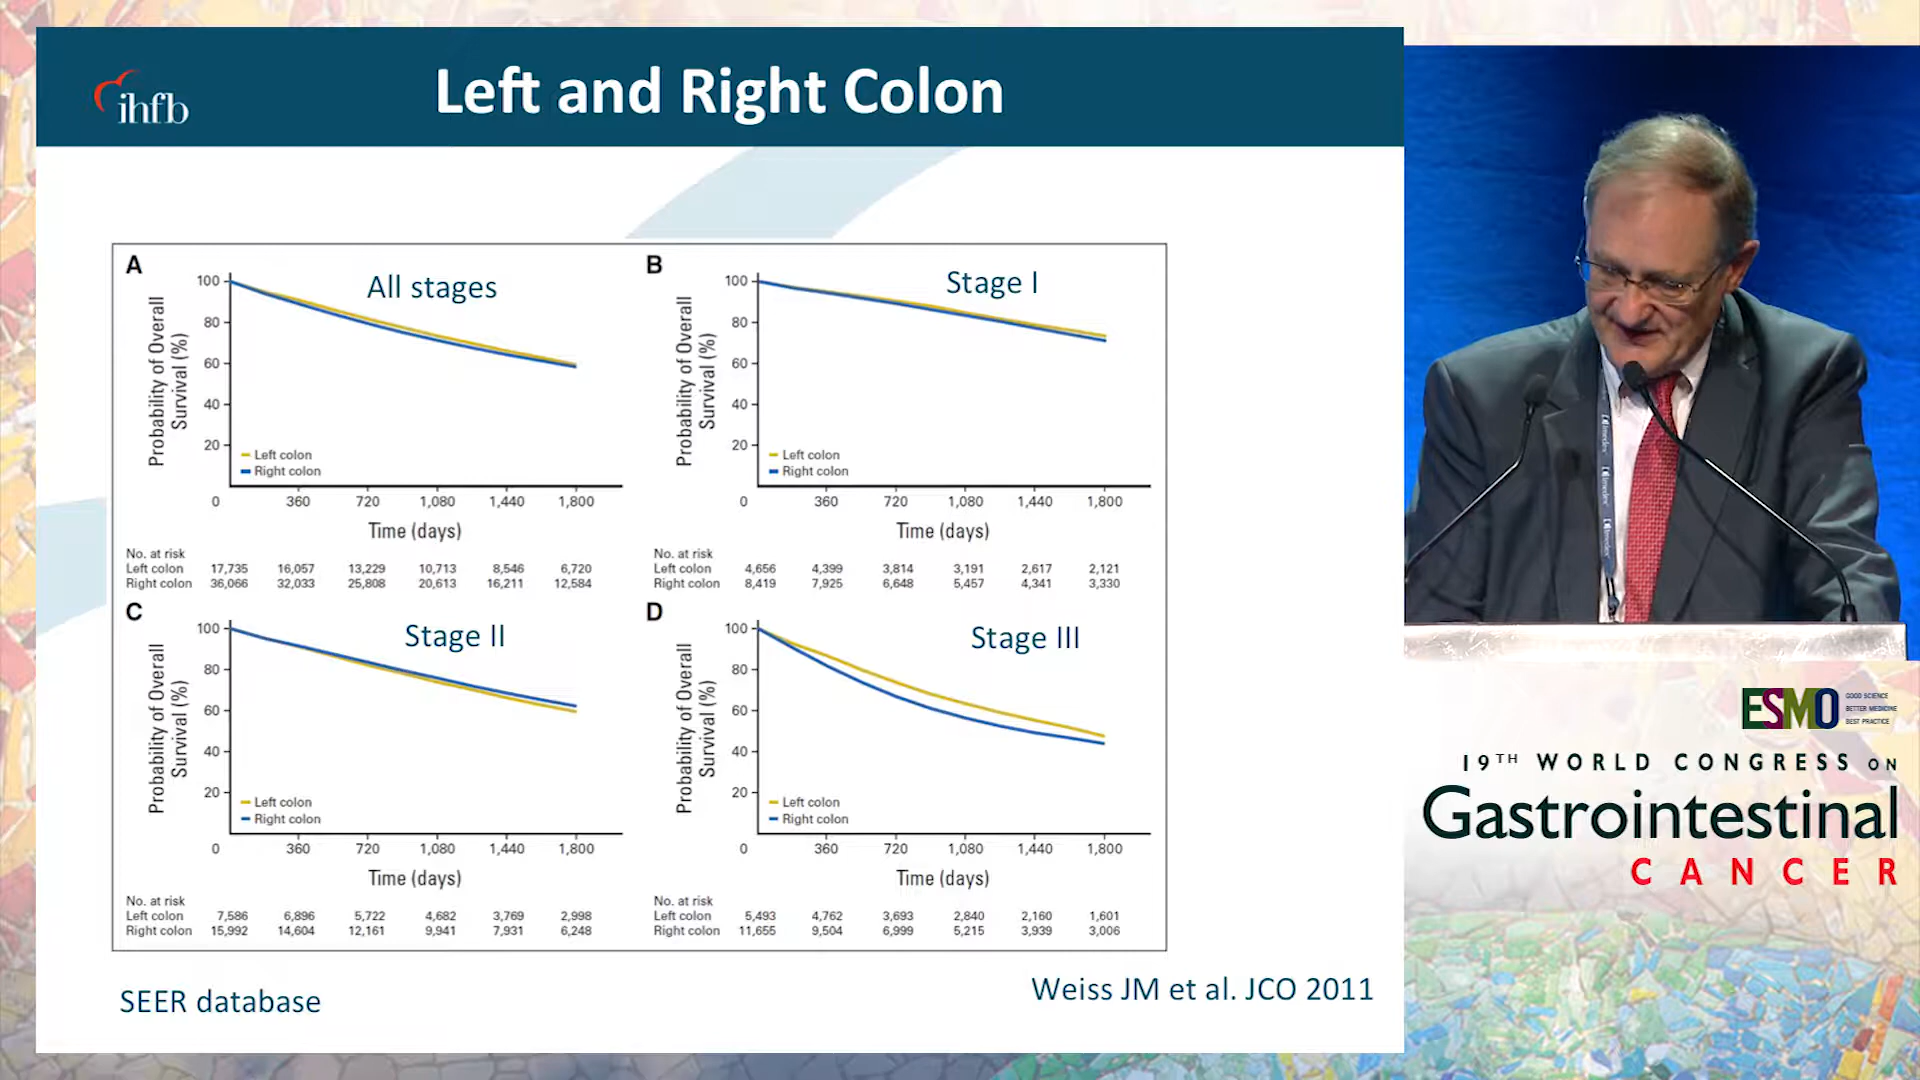 ihfb
Left and Right Colon
A
All stages
Probability of Overall
Survival (%)
100
80
60
40
20
Left colon
Right colon
0 360 720 1,080 1,440 1,800
Time (days)
No. at risk
Left colon 17,735 16,057 13,229 10,713 8,546 6,720
Right colon 36,066 32,033 25,808 20,613 16,211 12,584
B
Stage I
Probability of Overall
Survival (%)
100
80
60
40
20
Left colon
Right colon
0 360 720 1,080 1,440 1,800
Time (days)
No. at risk
Left colon 4,656 4,399 3,814 3,191 2,617 2,121
Right colon 8,419 7,925 6,648 5,457 4,341 3,330
C
Stage II
Probability of Overall
Survival (%)
100
80
60
40
20
Left colon
Right colon
0 360 720 1,080 1,440 1,800
Time (days)
No. at risk
Left colon 7,586 6,896 5,722 4,682 3,769 2,998
Right colon 15,992 14,604 12,161 9,941 7,931 6,248
D
Stage III
Probability of Overall
Survival (%)
100
80
60
40
20
Left colon
Right colon
0 360 720 1,080 1,440 1,800
Time (days)
No. at risk
Left colon 5,493 4,762 3,693 2,840 2,160 1,601
Right colon 11,655 9,504 6,999 5,215 3,939 3,006
SEER database
Weiss JM et al. JCO 2011
imedex
imedex
imedex
ESMO
GOOD SCIENCE
BETTER MEDICINE
BEST PRACTICE
19TH WORLD CONGRESS ON
Gastrointestinal
CANCER